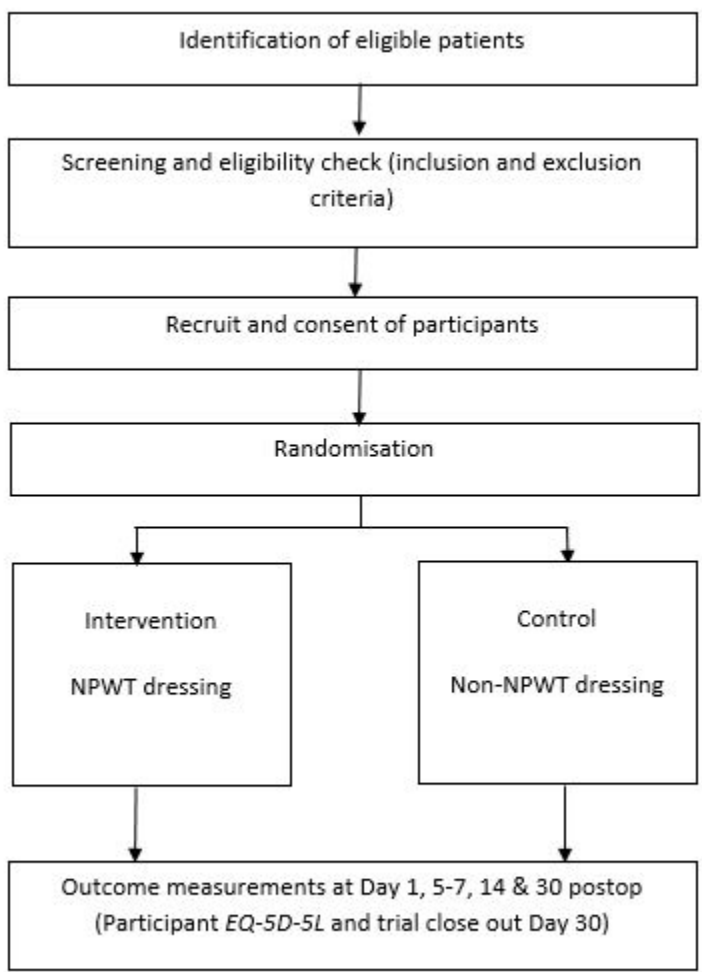 Identification of eligible patients
Screening and eligibility check (inclusion and exclusion
criteria)
Recruit and consent of participants
Randomisation
Intervention
NPWT dressing
Control
Non-NPWT dressing
Outcome measurements at Day 1, 5-7, 14 & 30 postop
(Participant EQ-5D-5L and trial close out Day 30)